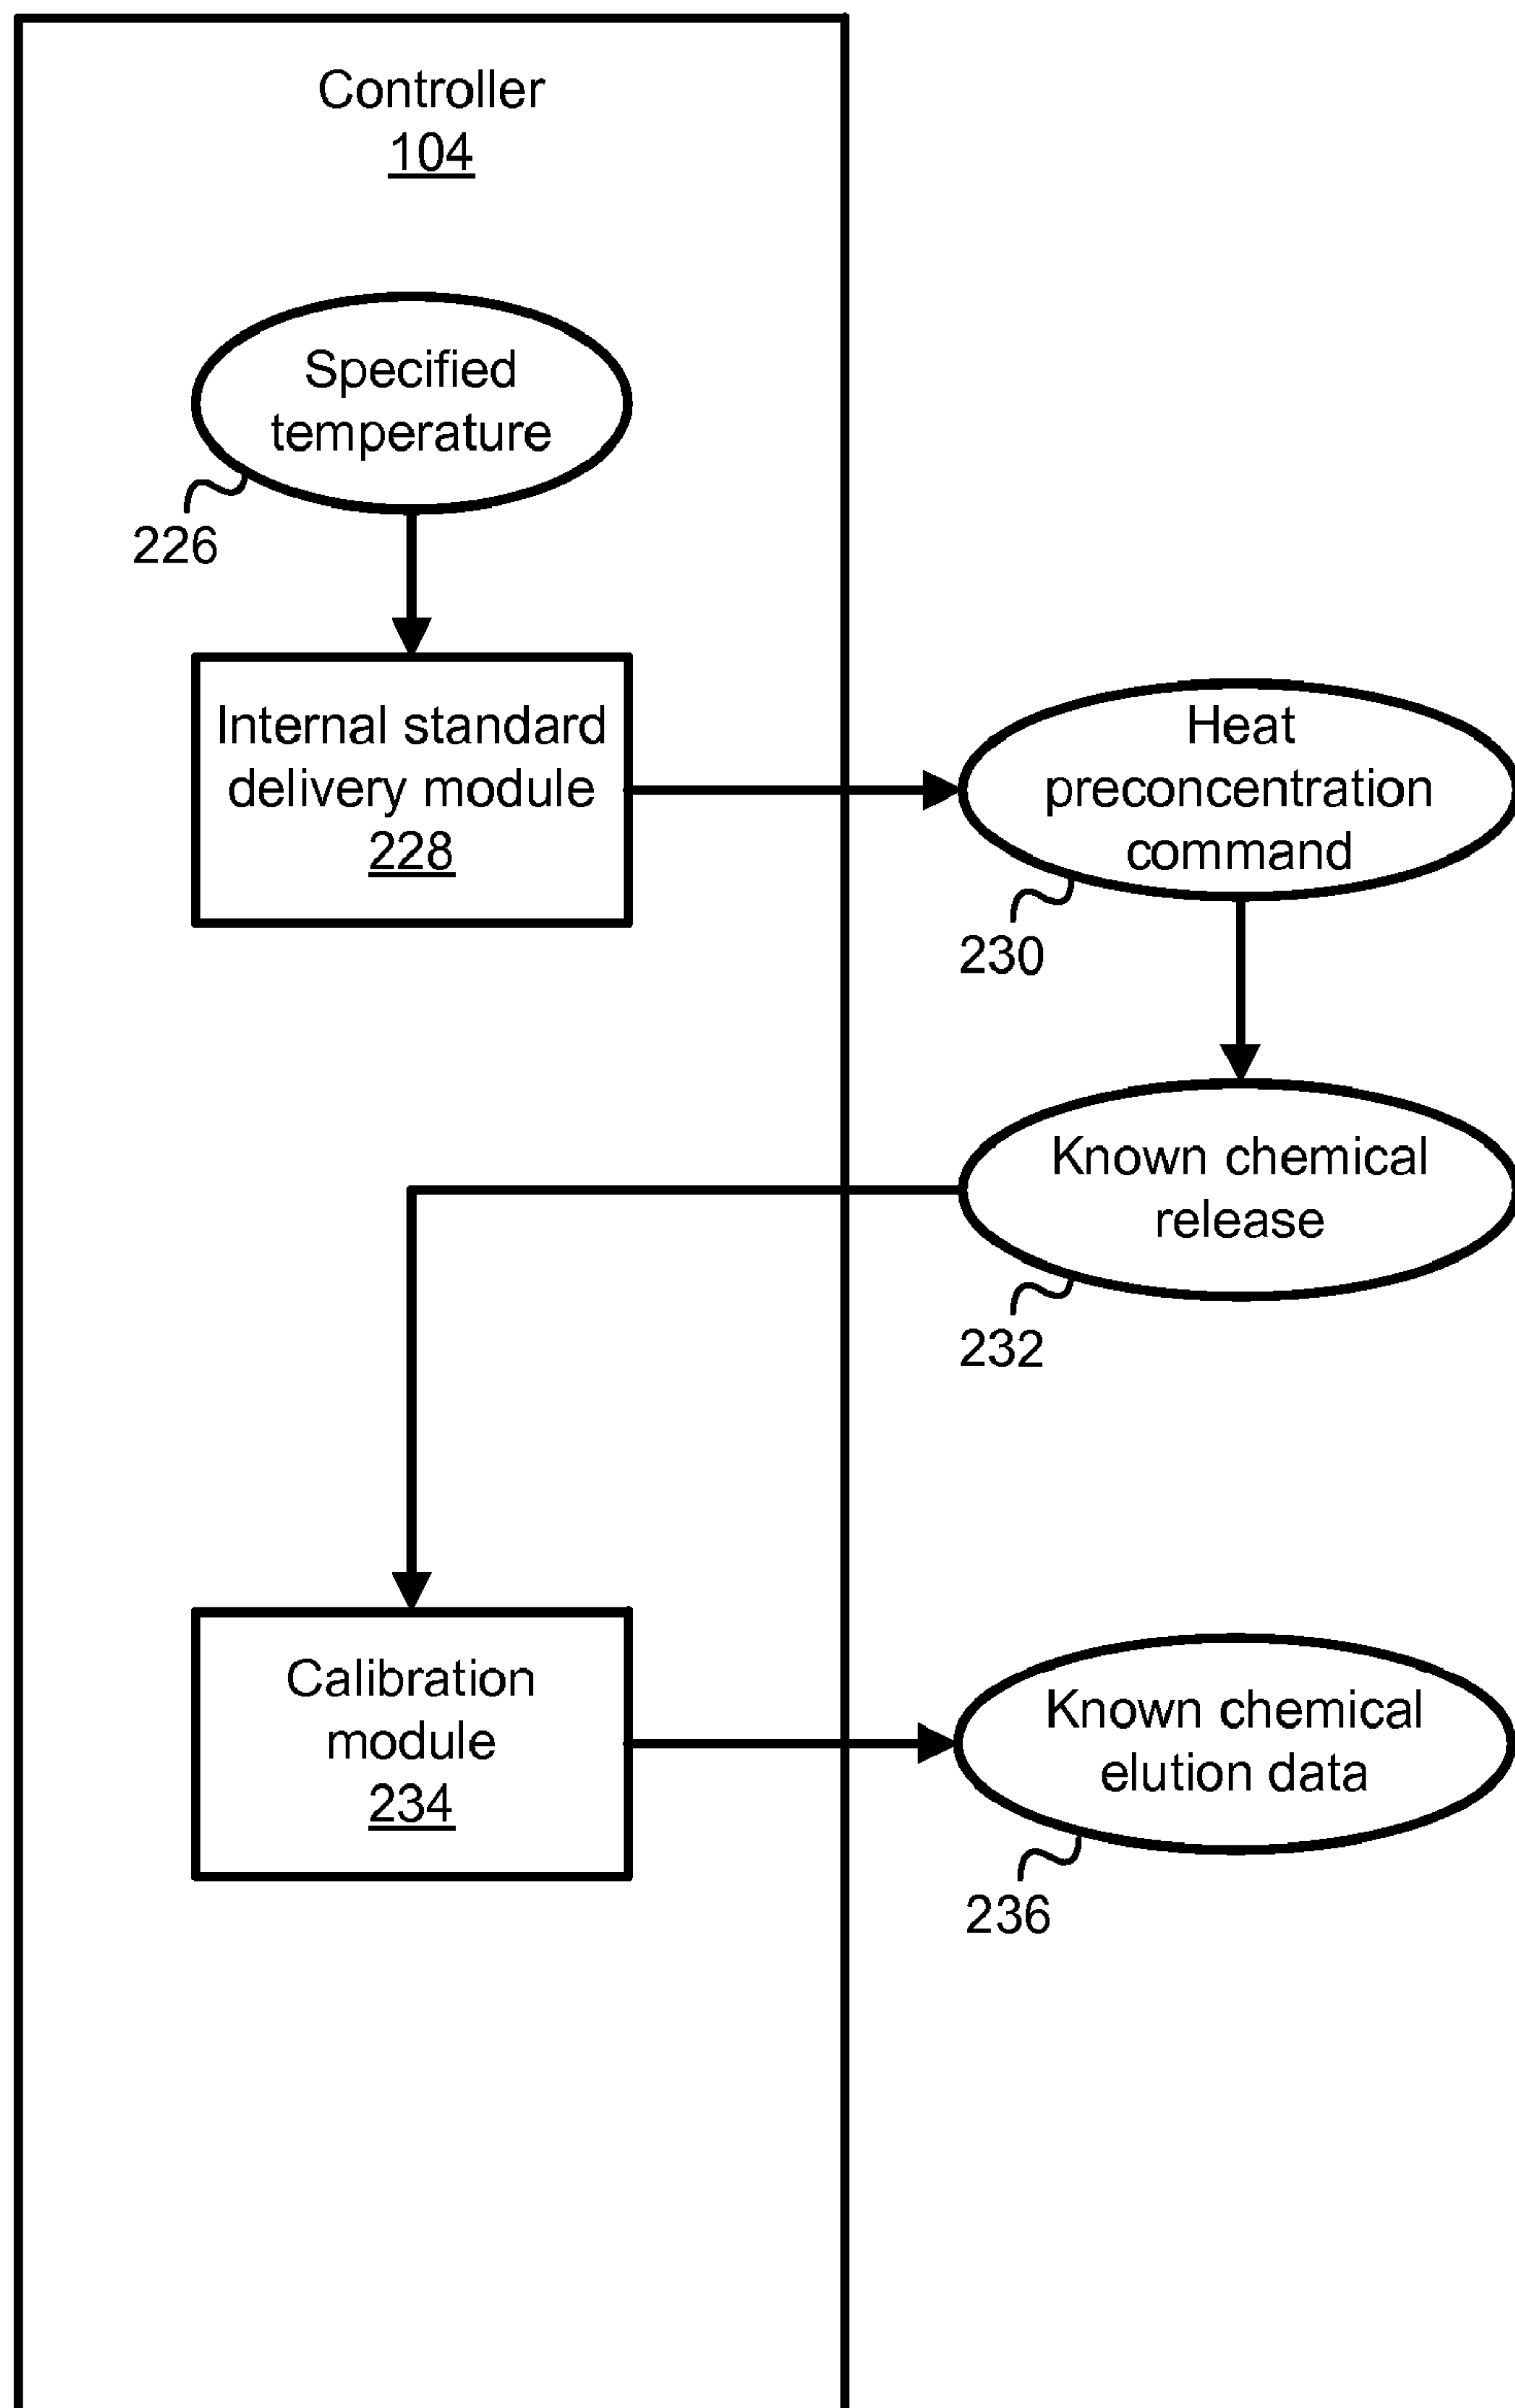 Controller
104
Specified
temperature
226
Internal standard
delivery module
228
Heat
preconcentration
command
230
Known chemical
release
232
Calibration
module
234
Known chemical
elution data
236